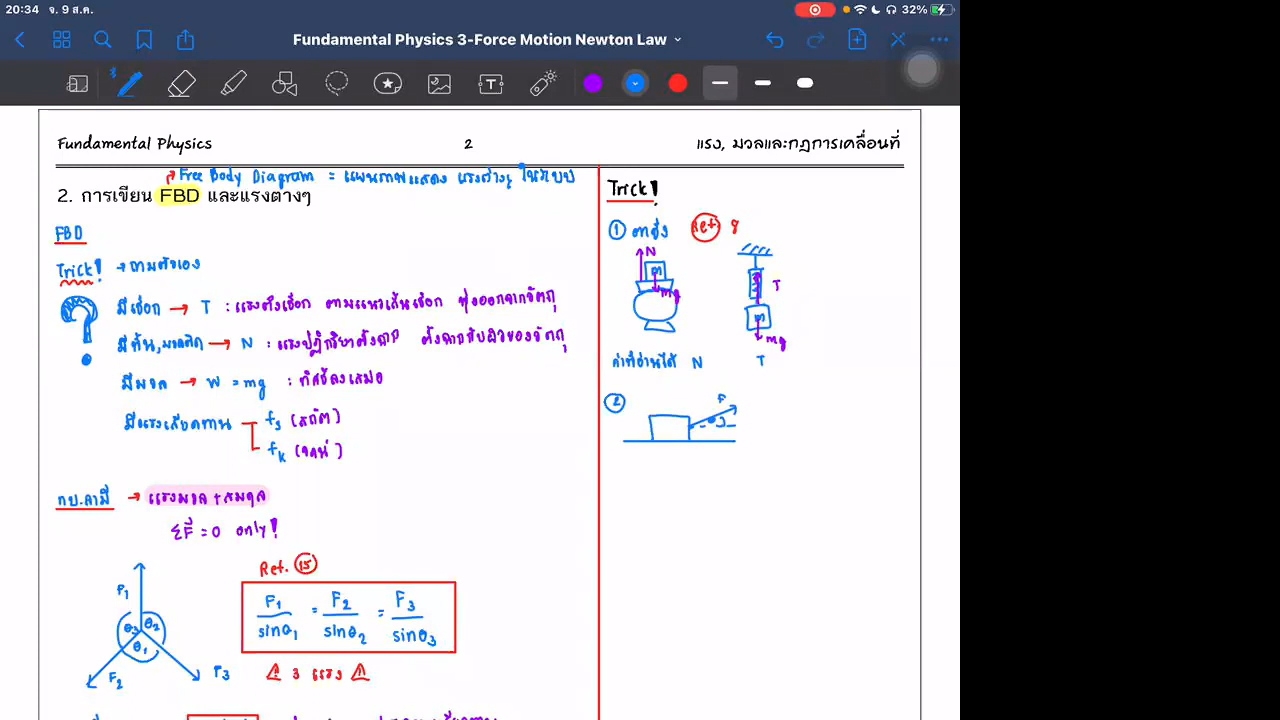 20:34 จ. 9 ส.ค. 32%
Fundamental Physics 3-Force Motion Newton Law
Fundamental Physics 2 แรง, มวลและกฎการเคลื่อนที่
Free Body Diagram = แผนภาพแสดง แรงต่างๆ ในระบบ
2. การเขียน FBD และแรงต่างๆ
FBD
Trick! → ถามตัวเอง
มีเชือก → T : แรงตึงเชือก ตามแนวเส้นเชือก พุ่งออกจากวัตถุ
มีพื้น, → N : แรงปฏิกิริยาตั้งฉาก ตั้งฉากกับผิวของวัตถุ
มีมวล → W = mg : ทิศชี้ลงเสมอ
มีแรงเสียดทาน fs (สถิต)
fk (จลน์)
กฎ.ลามี → แรงมวล + สมดุล
ΣF⃗ = 0 only!
Ref. 15
F1/sinθ1 = F2/sinθ2 = F3/sinθ3
⚠ 3 แรง ⚠
F1
θ3 θ2
θ1
F2 F3
Trick!
1 ตาชั่ง Ref. 8
N
m
mg
T
m
mg
ค่าที่อ่านได้ N T
2
F